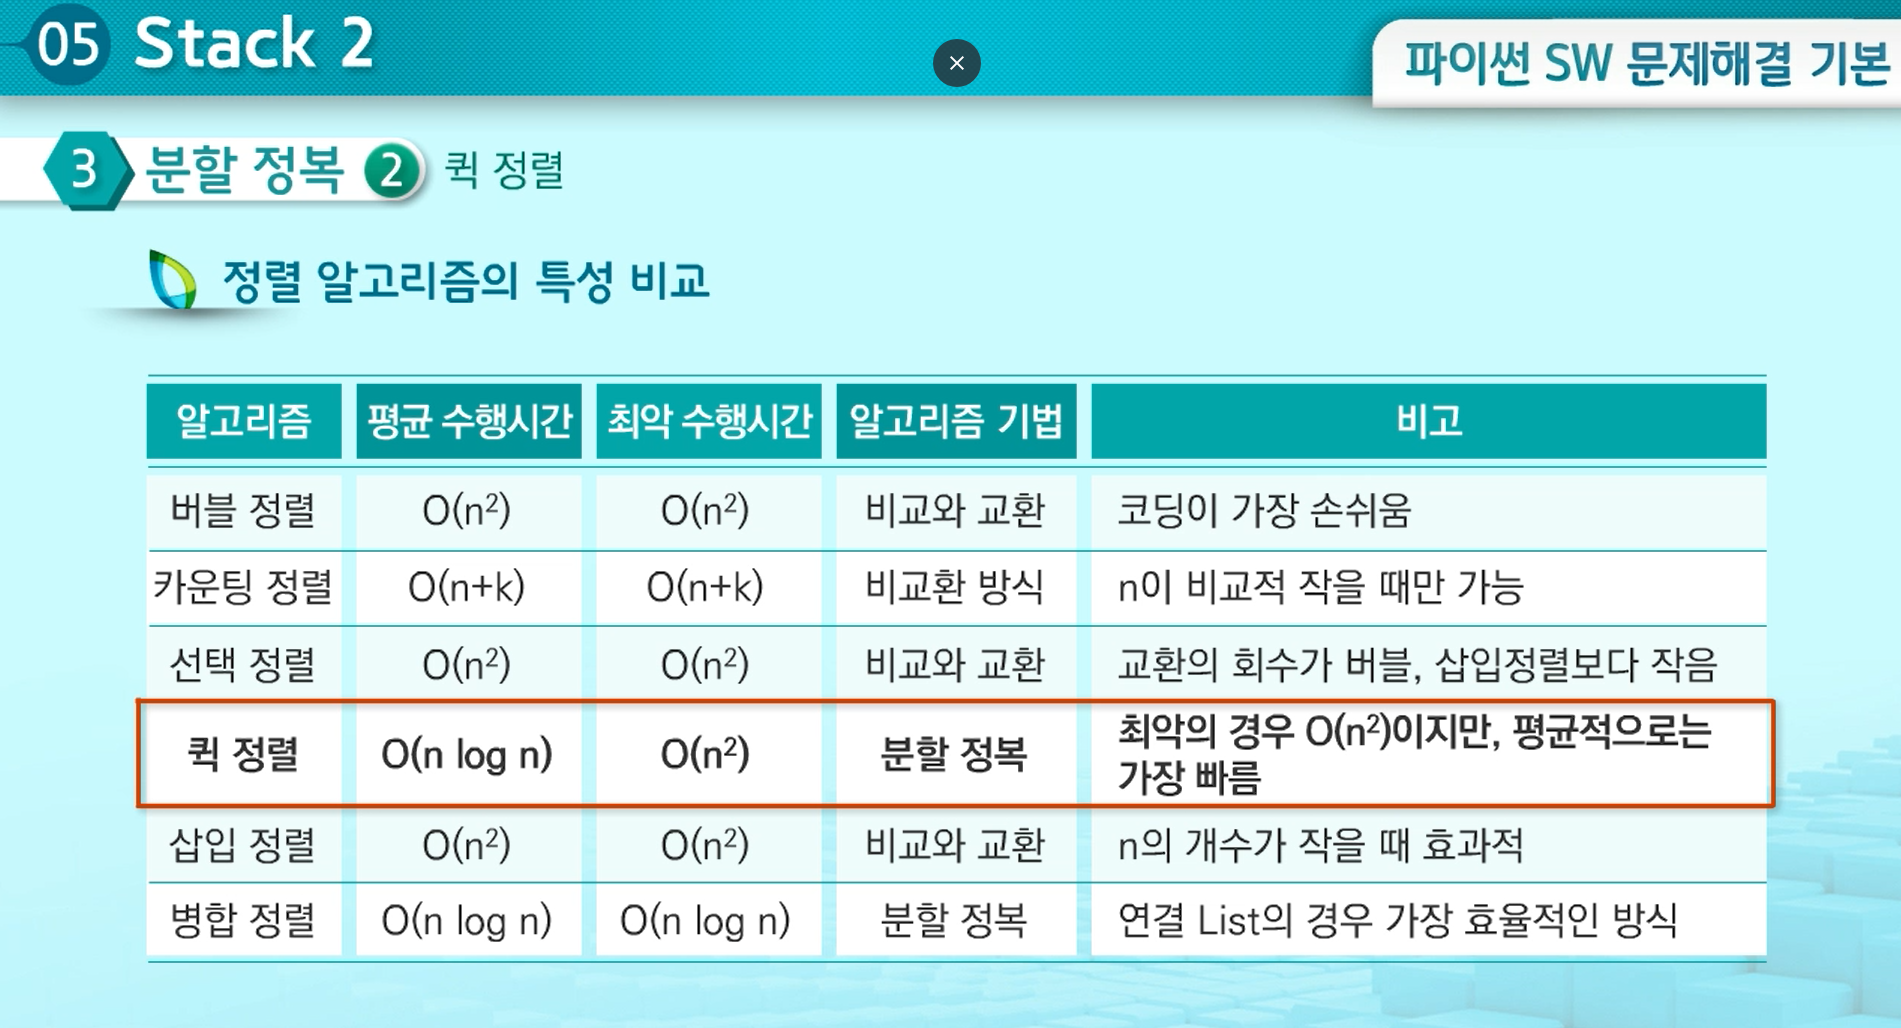 05 Stack 2
파이썬 SW 문제해결 기본
3 분할 정복 2 퀵 정렬
정렬 알고리즘의 특성 비교
알고리즘 평균 수행시간 최악 수행시간 알고리즘 기법 비고
버블 정렬 O(n²) O(n²) 비교와 교환 코딩이 가장 손쉬움
카운팅 정렬 O(n+k) O(n+k) 비교환 방식 n이 비교적 작을 때만 가능
선택 정렬 O(n²) O(n²) 비교와 교환 교환의 회수가 버블, 삽입정렬보다 작음
퀵 정렬 O(n log n) O(n²) 분할 정복 최악의 경우 O(n²)이지만, 평균적으로는
가장 빠름
삽입 정렬 O(n²) O(n²) 비교와 교환 n의 개수가 작을 때 효과적
병합 정렬 O(n log n) O(n log n) 분할 정복 연결 List의 경우 가장 효율적인 방식